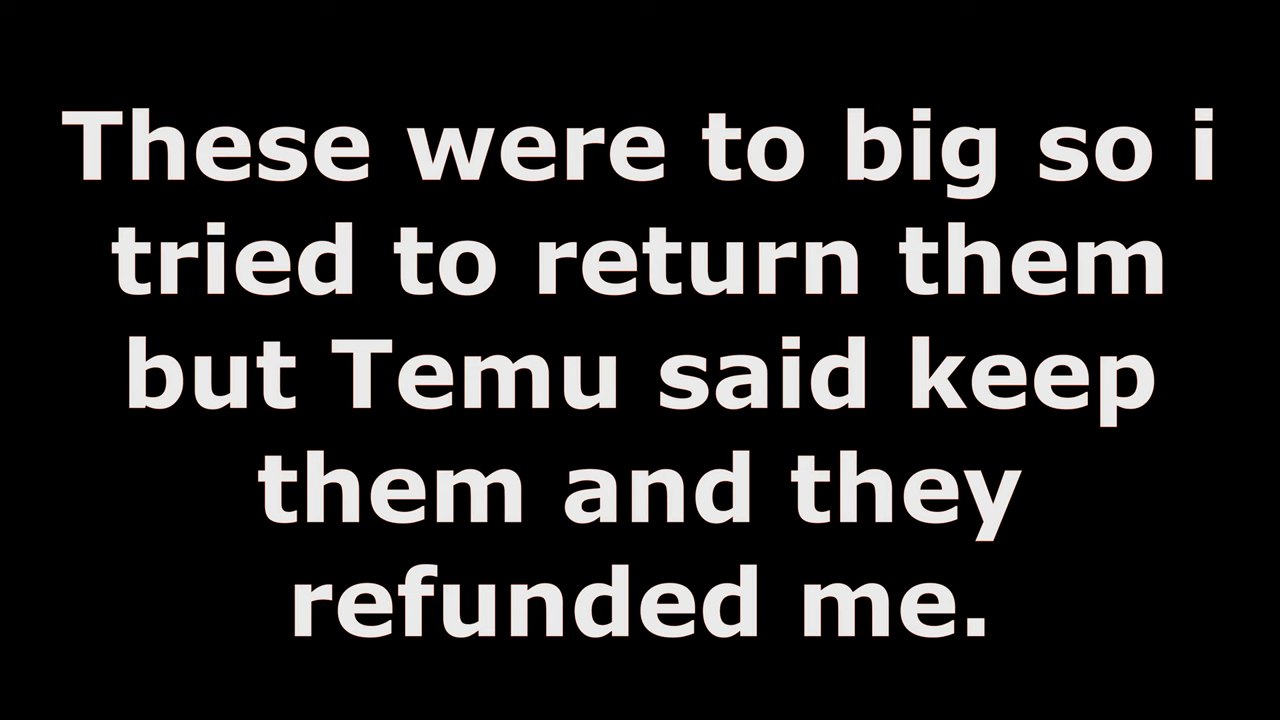 These were to big so i
tried to return them
but Temu said keep
them and they
refunded me.